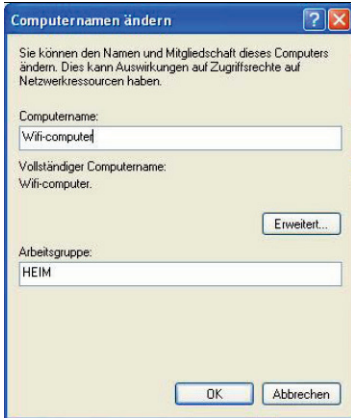 Computernamen ändern
Sie können den Namen und Mitgliedschaft dieses Computers
ändern. Dies kann Auswirkungen auf Zugriffsrechte auf
Netzwerkressourcen haben.
Computername:
Wifi-computer
Vollständiger Computername:
Wifi-computer.
Erweitert...
Arbeitsgruppe:
HEIM
OK Abbrechen